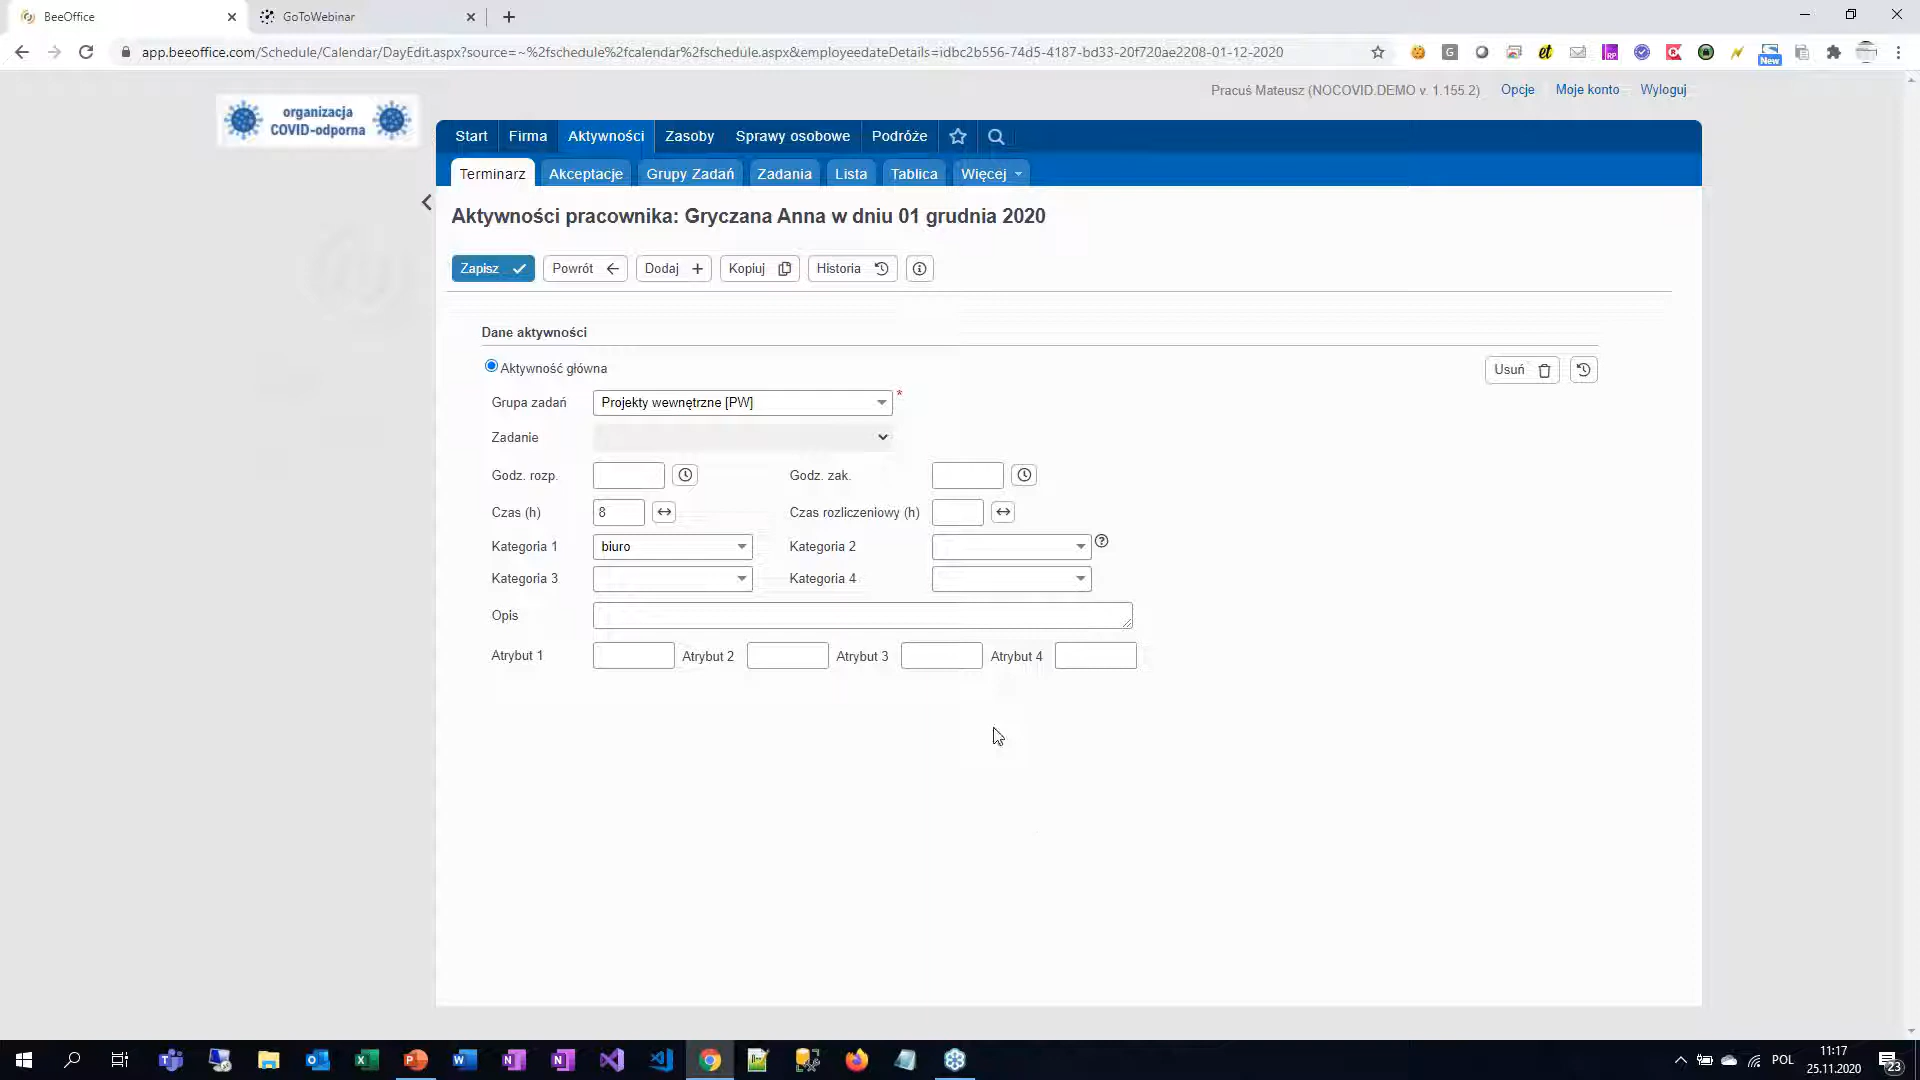 BeeOffice
GoToWebinar
app.beeoffice.com/Schedule/Calendar/DayEdit.aspx?source=~%2fschedule%2fcalendar%2fschedule.aspx&employeedateDetails=idbc2b556-74d5-4187-bd33-20f720ae2208-01-12-2020
New
organizacja
COVID-odporna
Pracuś Mateusz (NOCOVID.DEMO v. 1.155.2) Opcje Moje konto Wyloguj
Start Firma Aktywności Zasoby Sprawy osobowe Podróże
Terminarz Akceptacje Grupy Zadań Zadania Lista Tablica Więcej
Aktywności pracownika: Gryczana Anna w dniu 01 grudnia 2020
Zapisz Powrót Dodaj Kopiuj Historia
Dane aktywności
Aktywność główna Usuń
Grupa zadań Projekty wewnętrzne [PW] *
Zadanie
Godz. rozp. Godz. zak.
Czas (h) 8 Czas rozliczeniowy (h)
Kategoria 1 biuro Kategoria 2
Kategoria 3 Kategoria 4
Opis
Atrybut 1 Atrybut 2 Atrybut 3 Atrybut 4
POL
11:17
25.11.2020
23